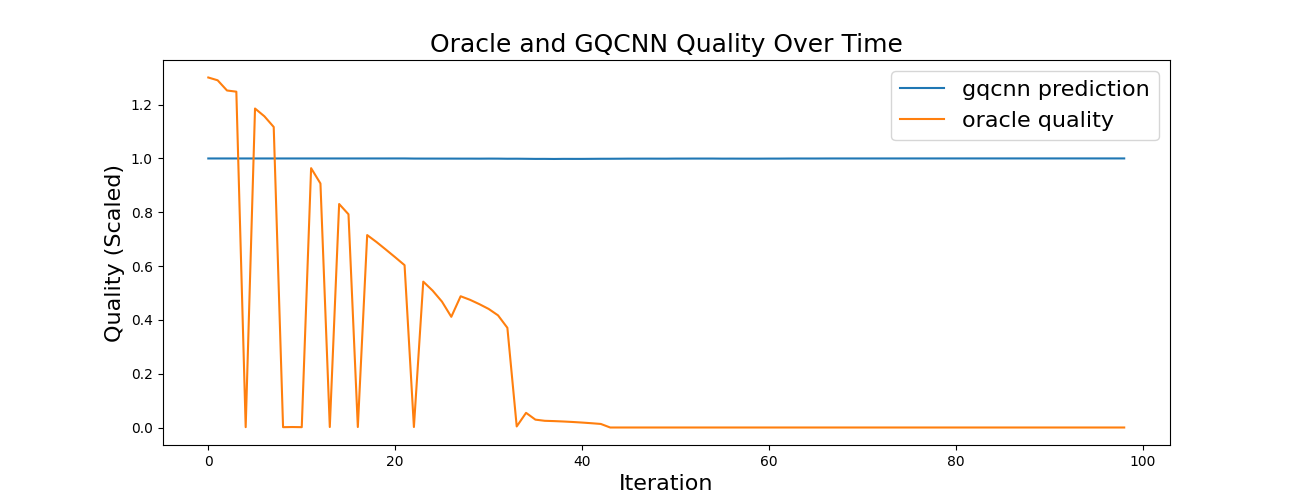 Oracle and GQCNN Quality Over Time
gqcnn prediction
oracle quality
Quality (Scaled)
1.2
1.0
0.8
0.6
0.4
0.2
0.0
0 20 40 60 80 100
Iteration